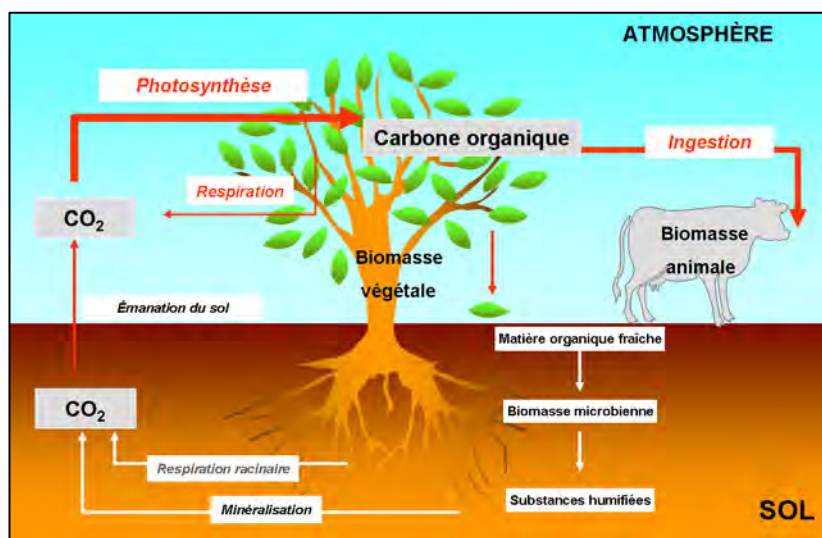 ATMOSPHÈRE
Photosynthèse
Carbone organique
Ingestion
Respiration
CO₂
Biomasse
animale
Biomasse
végétale
Émanation du sol
Matière organique fraîche
CO₂
Biomasse microbienne
Respiration racinaire
Substances humifiées
Minéralisation
SOL